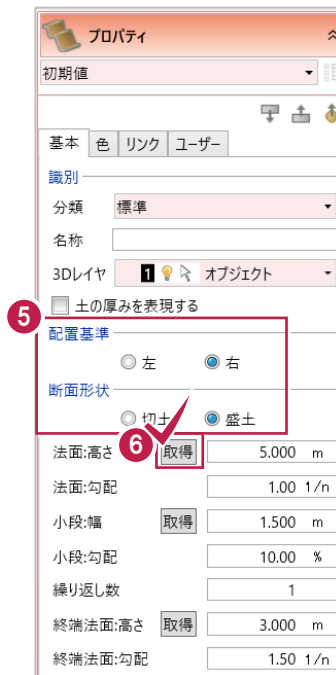 プロパティ
初期値
基本 色 リンク ユーザー
識別
分類 標準
名称
3Dレイヤ 1 オブジェクト
土の厚みを表現する
5
配置基準
左 右
断面形状
切土 盛土
6
法面:高さ 取得 5.000 m
法面:勾配 1.00 1/n
小段:幅 取得 1.500 m
小段:勾配 10.00 %
繰り返し数 1
終端法面:高さ 取得 3.000 m
終端法面:勾配 1.50 1/n